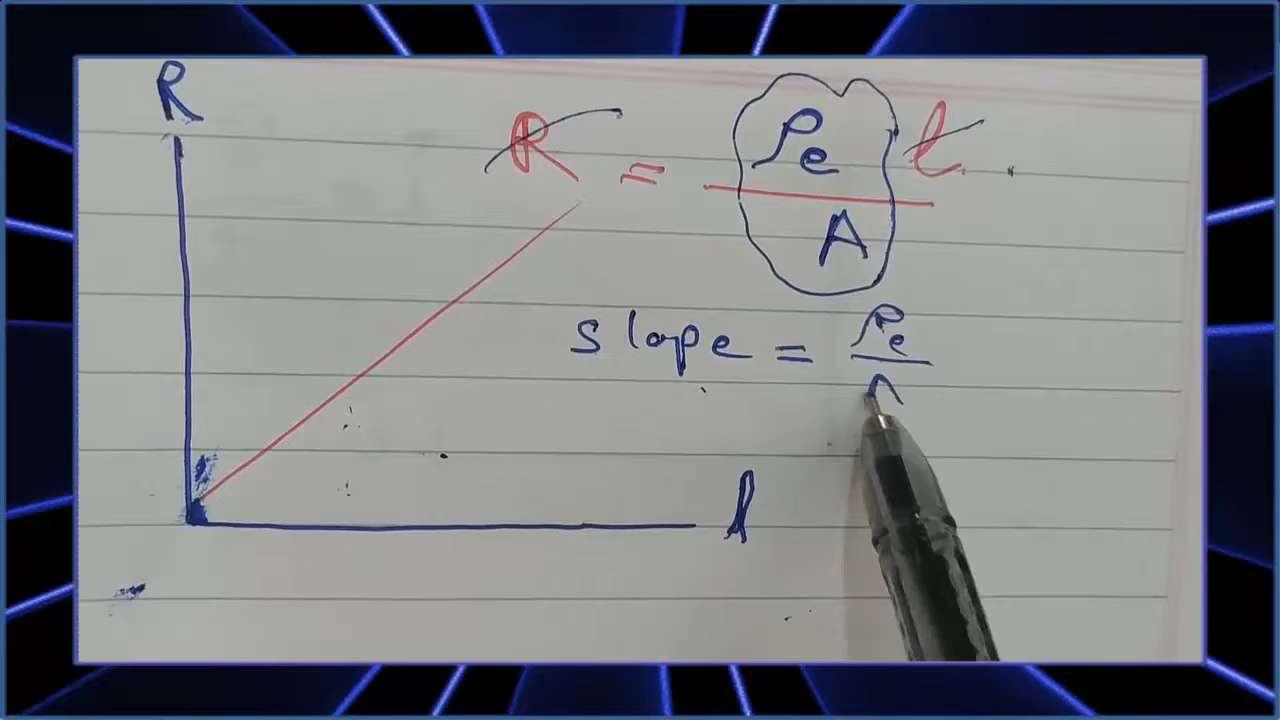 R
R = ρe l / A
slope = ρe / A
l